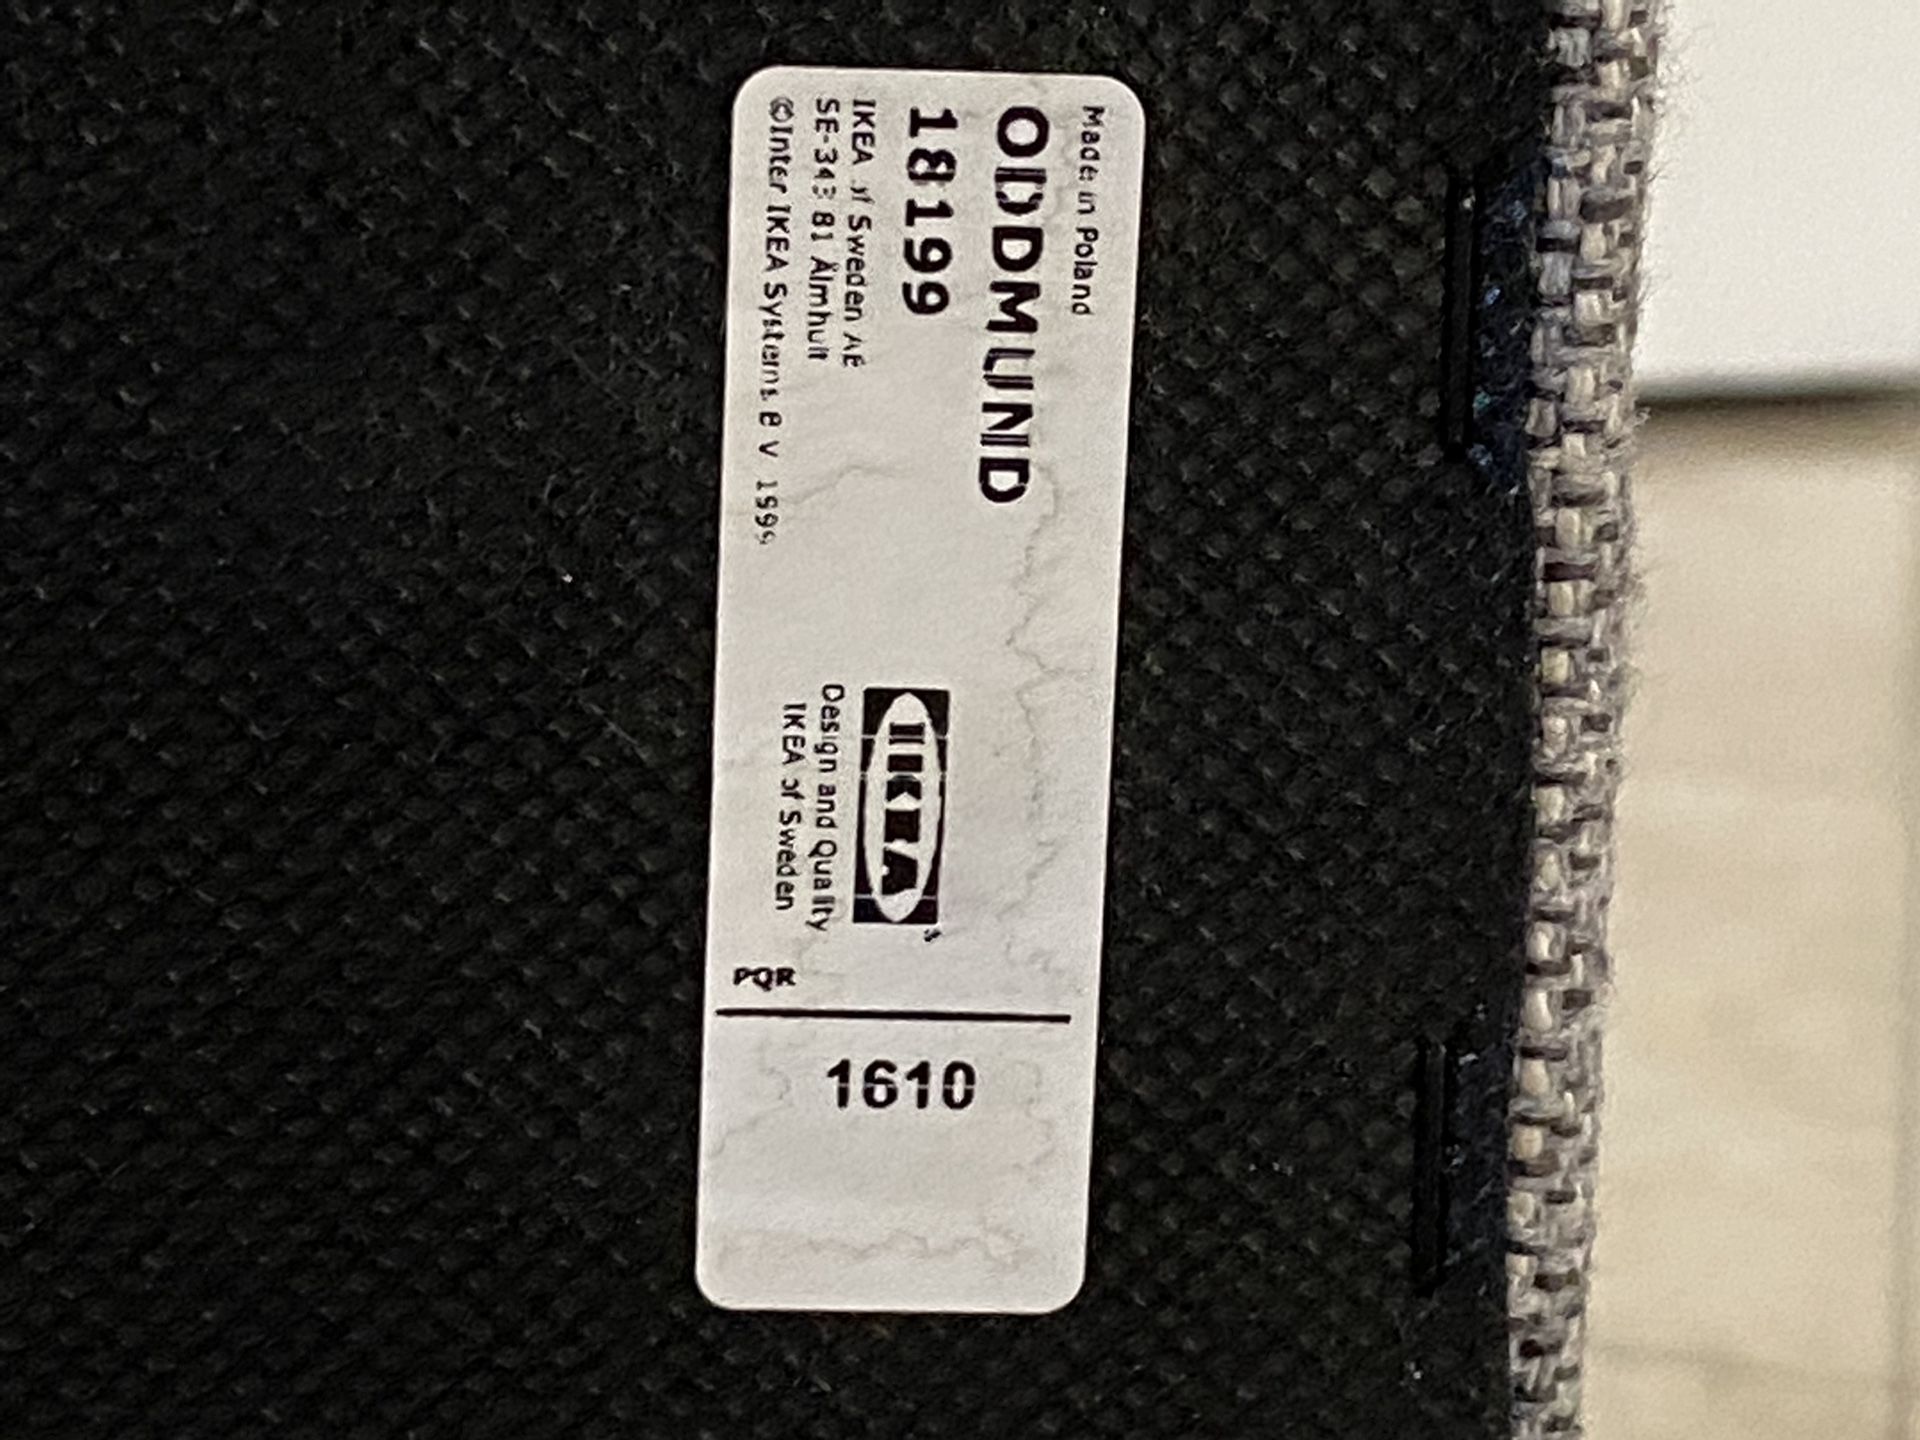 Made in Poland
ODDMUND
18199
IKEA of Sweden AB
SE-343 81 Älmhult
©Inter IKEA Systems B V 1999
IKEA®
Design and Quality
IKEA of Sweden
PQR
1610